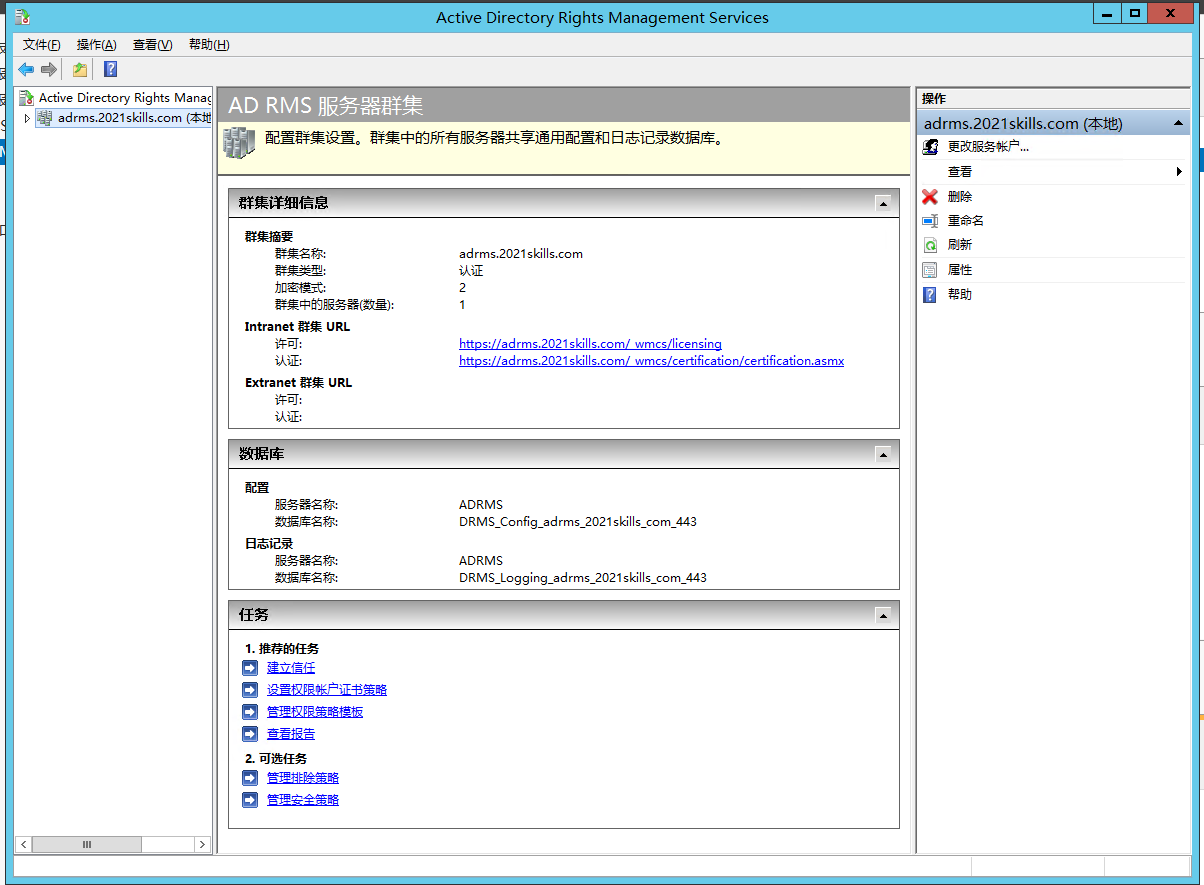 Active Directory Rights Management Services
文件(F) 操作(A) 查看(V) 帮助(H)
Active Directory Rights Manag
adrms.2021skills.com (本地
AD RMS 服务器群集
配置群集设置。群集中的所有服务器共享通用配置和日志记录数据库。
群集详细信息
群集摘要
群集名称: adrms.2021skills.com
群集类型: 认证
加密模式: 2
群集中的服务器(数量): 1
Intranet 群集 URL
许可: https://adrms.2021skills.com/_wmcs/licensing
认证: https://adrms.2021skills.com/_wmcs/certification/certification.asmx
Extranet 群集 URL
许可:
认证:
数据库
配置
服务器名称: ADRMS
数据库名称: DRMS_Config_adrms_2021skills_com_443
日志记录
服务器名称: ADRMS
数据库名称: DRMS_Logging_adrms_2021skills_com_443
任务
1. 推荐的任务
建立信任
设置权限帐户证书策略
管理权限策略模板
查看报告
2. 可选任务
管理排除策略
管理安全策略
操作
adrms.2021skills.com (本地)
更改服务帐户...
查看
删除
重命名
刷新
属性
帮助